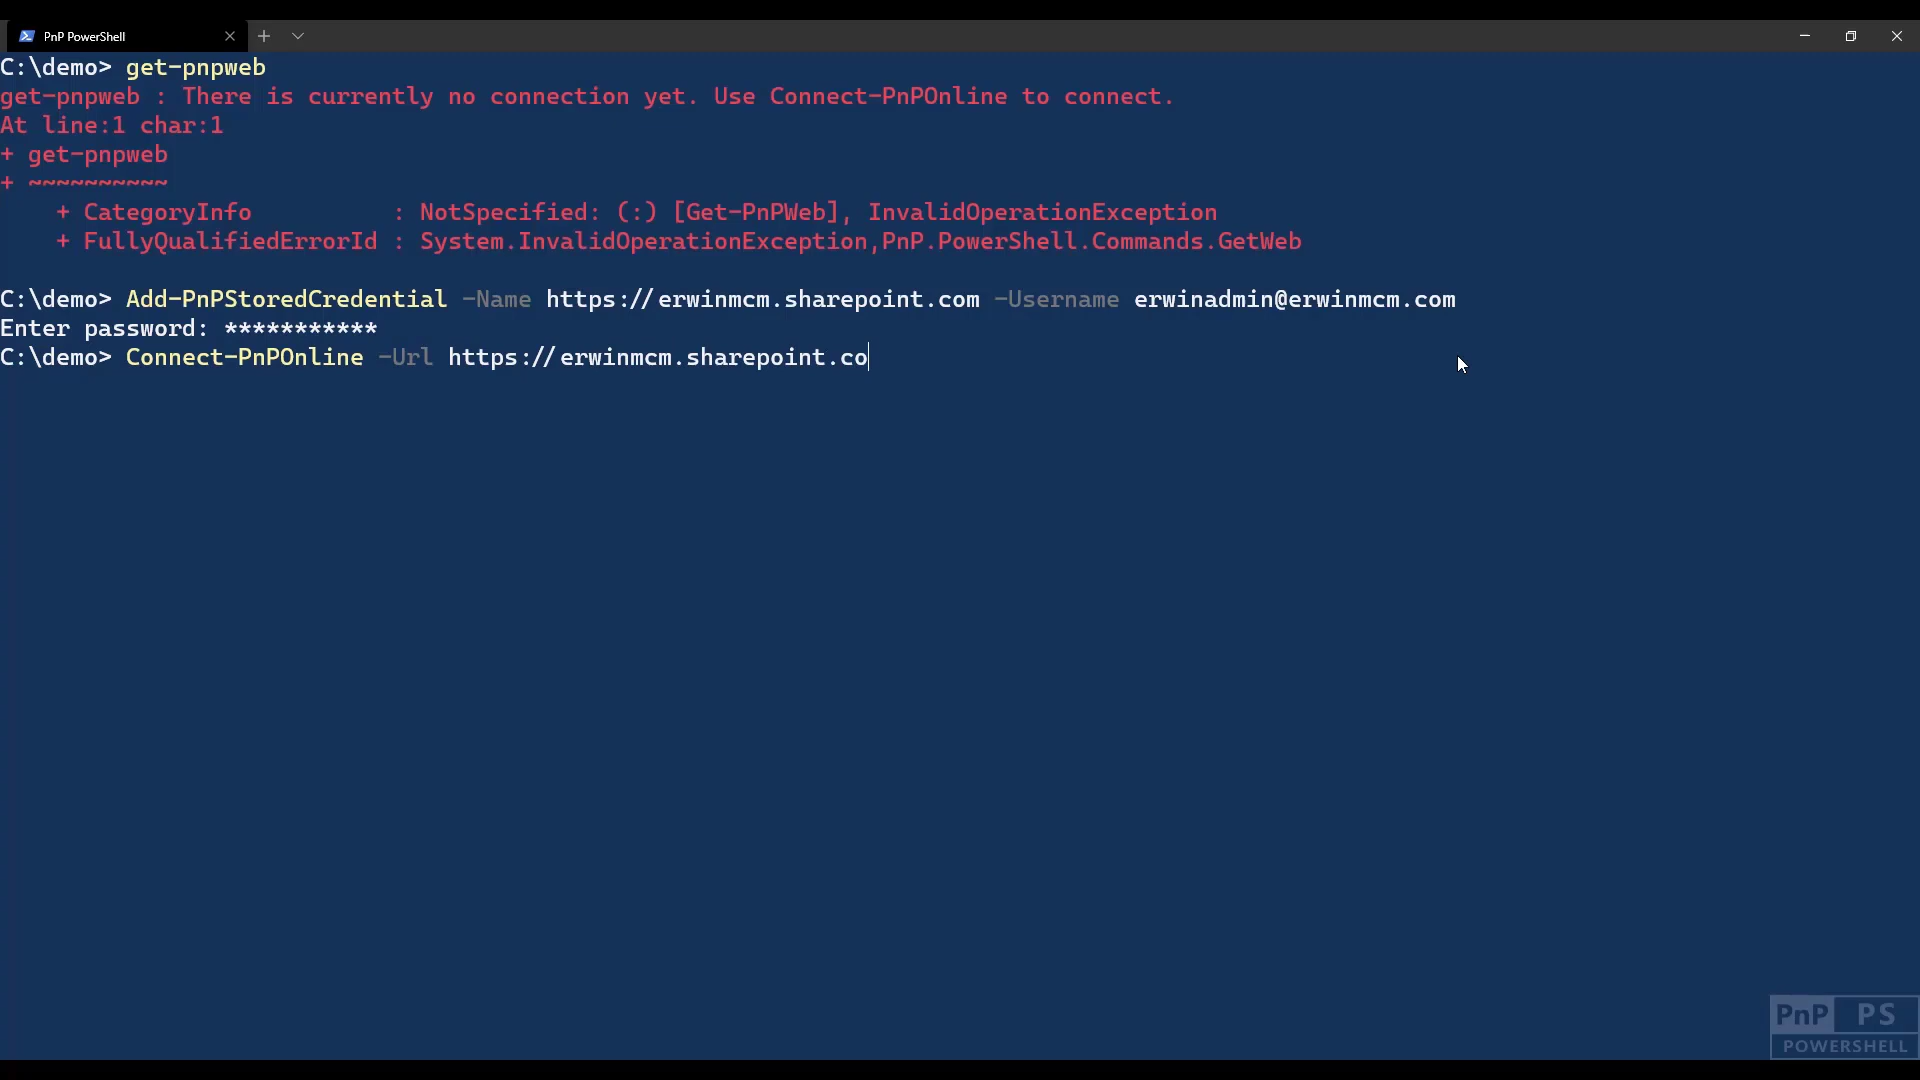 PnP PowerShell
C:\demo> get-pnpweb
get-pnpweb : There is currently no connection yet. Use Connect-PnPOnline to connect.
At line:1 char:1
+ get-pnpweb
+ ~~~~~~~~~~
    + CategoryInfo          : NotSpecified: (:) [Get-PnPWeb], InvalidOperationException
    + FullyQualifiedErrorId : System.InvalidOperationException,PnP.PowerShell.Commands.GetWeb
C:\demo> Add-PnPStoredCredential -Name https://erwinmcm.sharepoint.com -Username erwinadmin@erwinmcm.com
Enter password: ***********
C:\demo> Connect-PnPOnline -Url https://erwinmcm.sharepoint.co
PnP PS
POWERSHELL